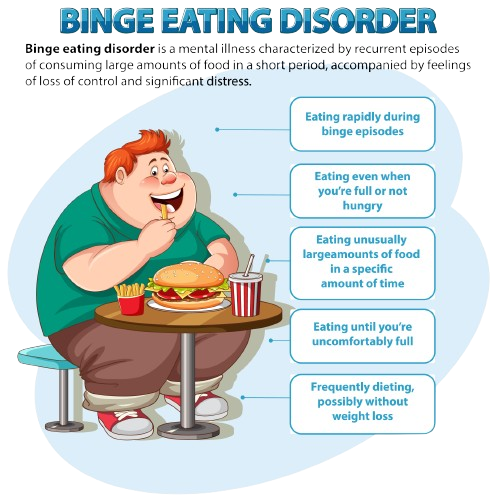 BINGE EATING DISORDER
Binge eating disorder is a mental illness characterized by recurrent episodes
of consuming large amounts of food in a short period, accompanied by feelings
of loss of control and significant distress.
Eating rapidly during
binge episodes
Eating even when
you're full or not
hungry
Eating unusually
largeamounts of food
in a specific
amount of time
Eating until you're
uncomfortably full
Frequently dieting,
possibly without
weight loss